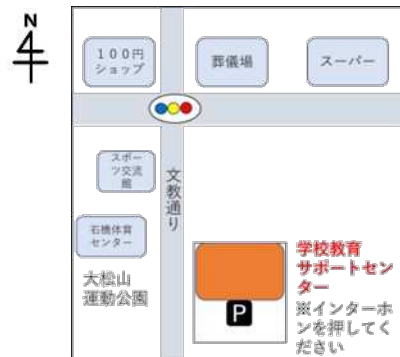 N
100円
ショップ
葬儀場
スーパー
スポー
ツ交流
館
文教通り
石橋体育
センター
大松山
運動公園
P
学校教育
サポートセン
ター
※インターホ
ンを押してく
ださい